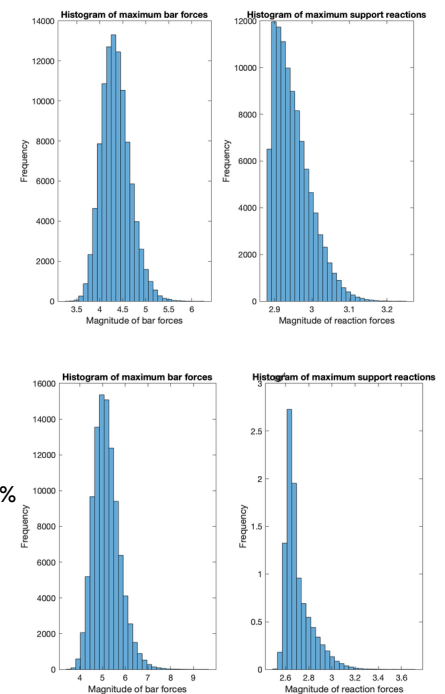 Histogram of maximum bar forces
14000
12000
10000
8000
6000
4000
2000
0
Frequency
3.5 4 4.5 5 5.5 6
Magnitude of bar forces
Histogram of maximum support reactions
12000
10000
8000
6000
4000
2000
0
Frequency
2.9 3 3.1 3.2
Magnitude of reaction forces
%
Histogram of maximum bar forces
16000
14000
12000
10000
8000
6000
4000
2000
0
Frequency
4 5 6 7 8 9
Magnitude of bar forces
Histogram of maximum support reactions
3
2.5
2
1.5
1
0.5
0
Frequency
2.6 2.8 3 3.2 3.4 3.6
Magnitude of reaction forces